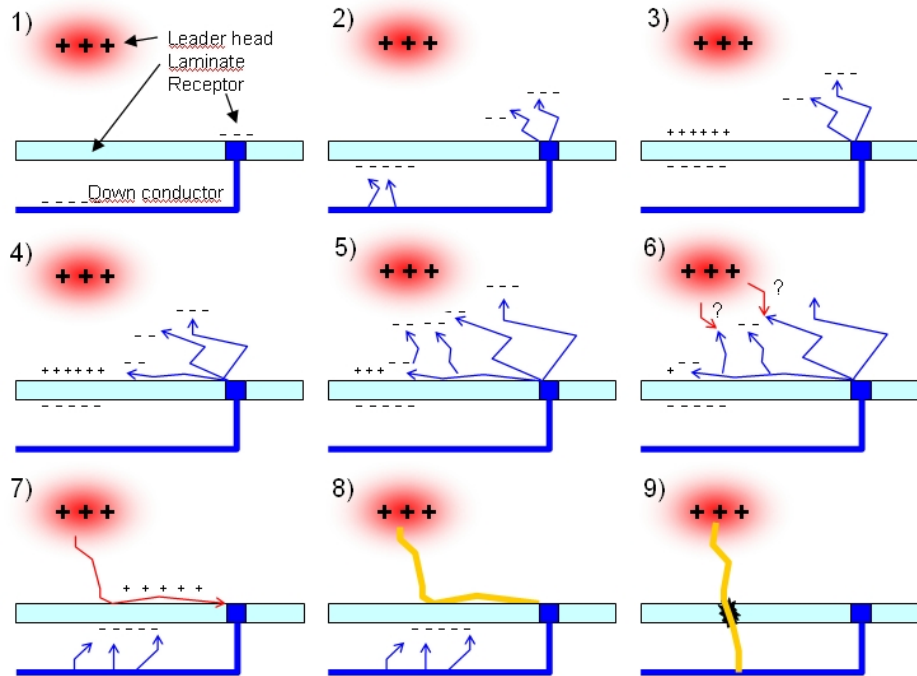 1)
+ + +
Leader head
Laminate
Receptor
_ _ _
_ _ _ _ _ Down conductor
2)
+ + +
_ _ _
_ _
_ _ _ _ _
3)
+ + +
_ _ _
_ _
+ + + + + +
_ _ _ _ _
4)
+ + +
_ _ _
_ _
_ _
+ + + + + +
_ _ _ _ _
5)
+ + +
_ _ _
_ _ _ _
+ + + _ _
_ _ _ _ _
6)
+ + +
?
?
_ _
+ _
_ _ _ _ _
7)
+ + +
+ + + + +
_ _ _ _ _
8)
+ + +
_ _ _ _ _
9)
+ + +